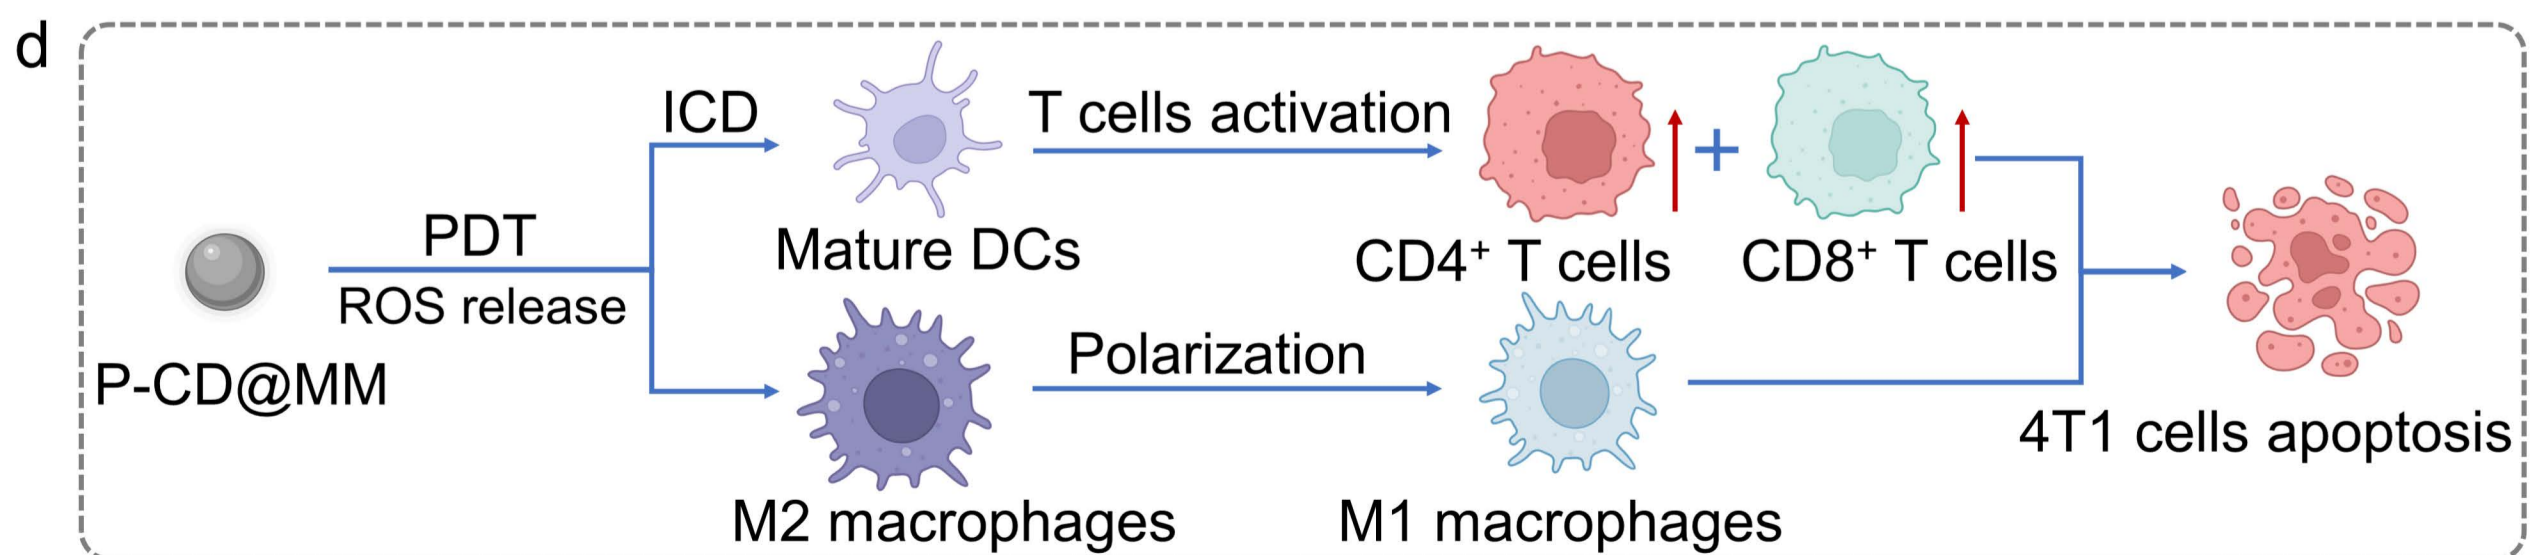 d
ICD
T cells activation
PDT
ROS release
Mature DCs
CD4⁺ T cells
+
CD8⁺ T cells
P-CD@MM
Polarization
4T1 cells apoptosis
M2 macrophages
M1 macrophages